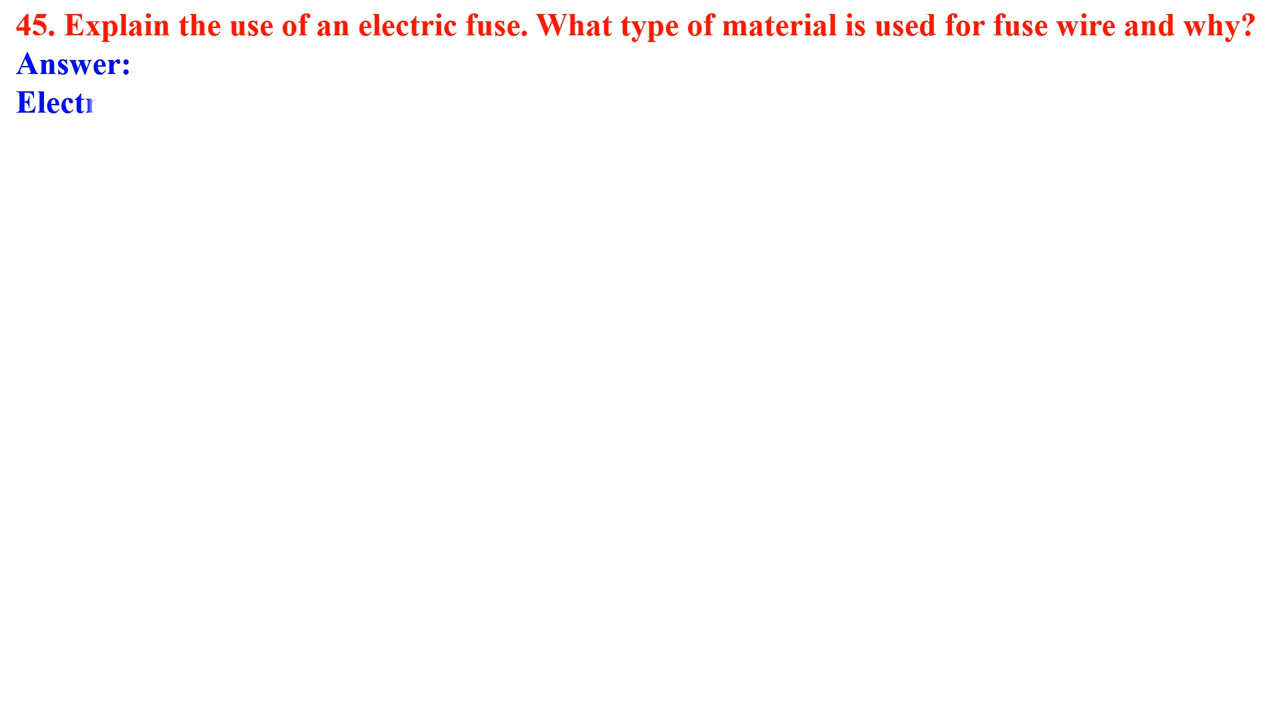 45. Explain the use of an electric fuse. What type of material is used for fuse wire and why?
Answer:
Elect